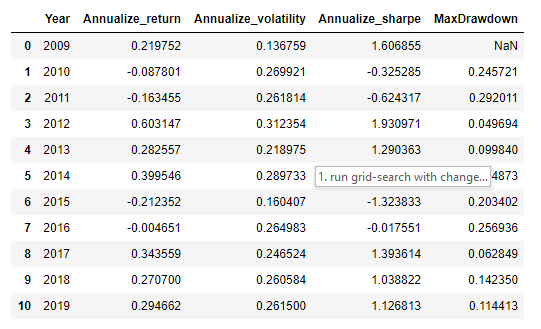 Year Annualize_return Annualize_volatility Annualize_sharpe MaxDrawdown
0 2009 0.219752 0.136759 1.606855 NaN
1 2010 -0.087801 0.269921 -0.325285 0.245721
2 2011 -0.163455 0.261814 -0.624317 0.292011
3 2012 0.603147 0.312354 1.930971 0.049694
4 2013 0.282557 0.218975 1.290363 0.099840
5 2014 0.399546 0.289733 1. run grid-search with change... 4873
6 2015 -0.212352 0.160407 -1.323833 0.203402
7 2016 -0.004651 0.264983 -0.017551 0.256936
8 2017 0.343559 0.246524 1.393614 0.062849
9 2018 0.270700 0.260584 1.038822 0.142350
10 2019 0.294662 0.261500 1.126813 0.114413